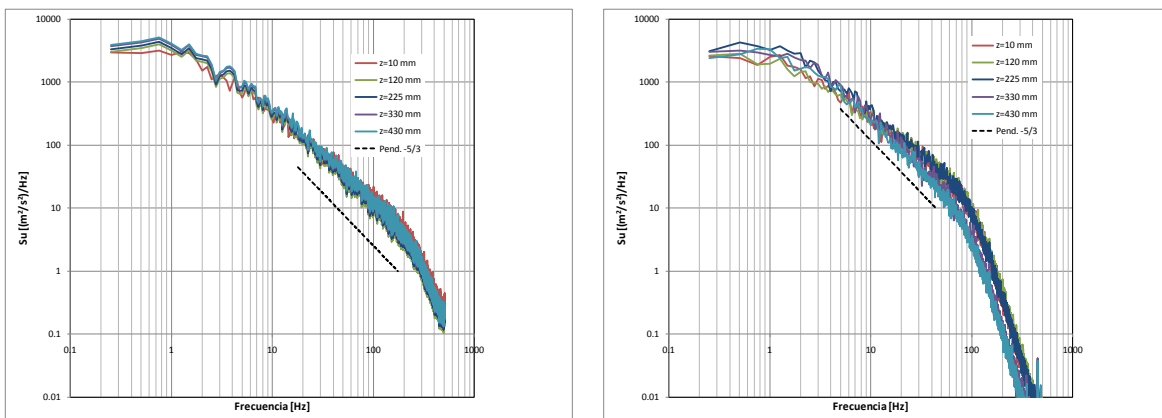 10000
1000
100
10
1
0.1
0.01
0.1
1
10
100
1000
Su [(m²/s²)/Hz]
Frecuencia [Hz]
z=10 mm
z=120 mm
z=225 mm
z=330 mm
z=430 mm
Pend. -5/3
10000
1000
100
10
1
0.1
0.01
0.1
1
10
100
1000
Su [(m²/s²)/Hz]
Frecuencia [Hz]
z=10 mm
z=120 mm
z=225 mm
z=330 mm
z=430 mm
Pend. -5/3